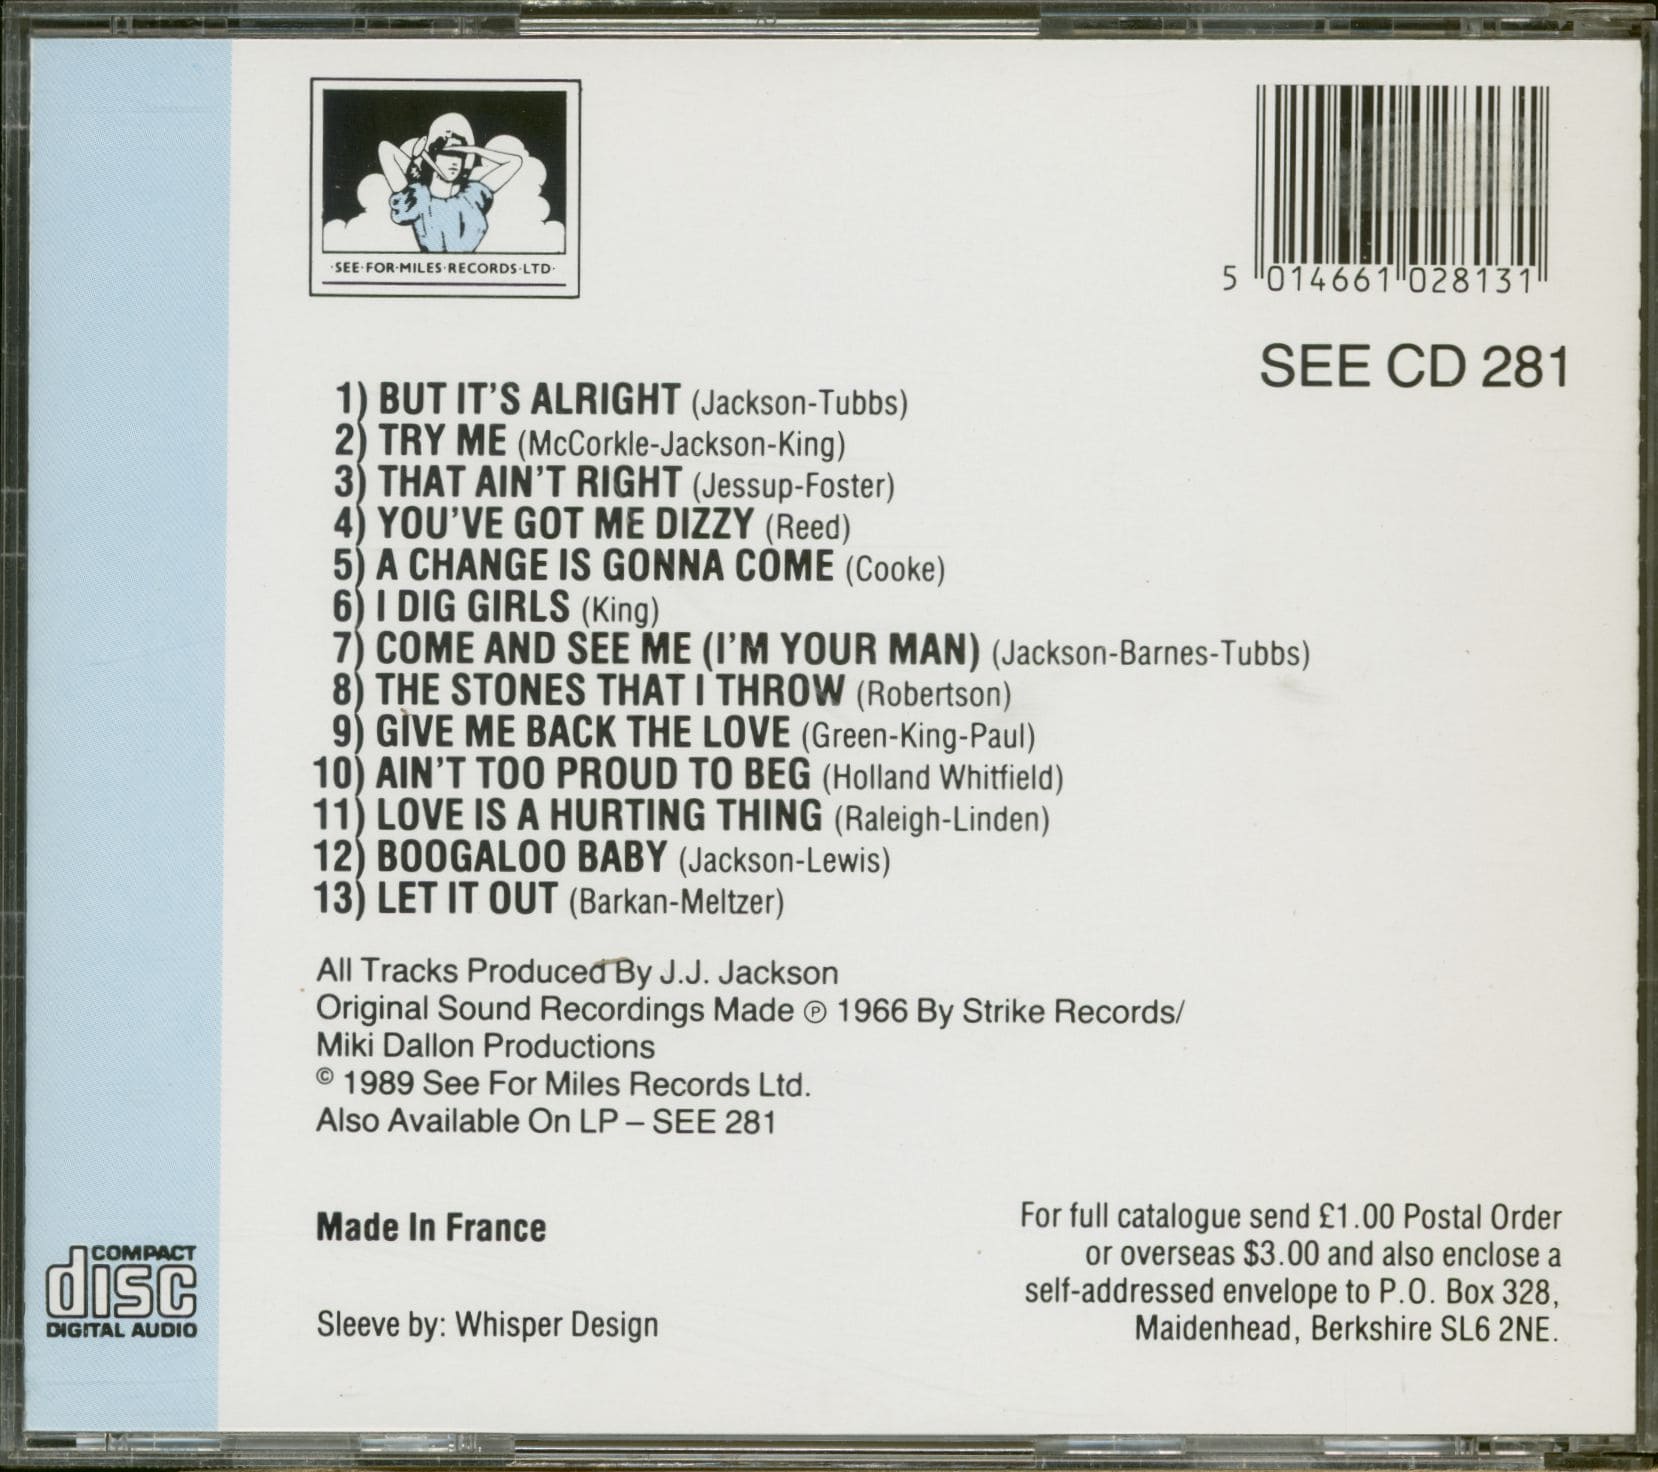 ·SEE·FOR·MILES·RECORDS·LTD·
5 014661 028131
SEE CD 281
1) BUT IT'S ALRIGHT (Jackson-Tubbs)
2) TRY ME (McCorkle-Jackson-King)
3) THAT AIN'T RIGHT (Jessup-Foster)
4) YOU'VE GOT ME DIZZY (Reed)
5) A CHANGE IS GONNA COME (Cooke)
6) I DIG GIRLS (King)
7) COME AND SEE ME (I'M YOUR MAN) (Jackson-Barnes-Tubbs)
8) THE STONES THAT I THROW (Robertson)
9) GIVE ME BACK THE LOVE (Green-King-Paul)
10) AIN'T TOO PROUD TO BEG (Holland Whitfield)
11) LOVE IS A HURTING THING (Raleigh-Linden)
12) BOOGALOO BABY (Jackson-Lewis)
13) LET IT OUT (Barkan-Meltzer)
All Tracks Produced By J.J. Jackson
Original Sound Recordings Made ℗ 1966 By Strike Records/
Miki Dallon Productions
© 1989 See For Miles Records Ltd.
Also Available On LP – SEE 281
Made In France
Sleeve by: Whisper Design
For full catalogue send £1.00 Postal Order
or overseas $3.00 and also enclose a
self-addressed envelope to P.O. Box 328,
Maidenhead, Berkshire SL6 2NE.
COMPACT
disc
DIGITAL AUDIO